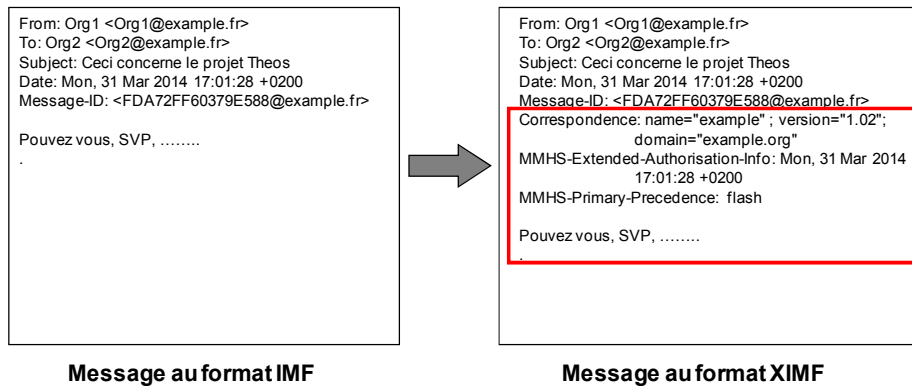 From: Org1 <Org1@example.fr>
To: Org2 <Org2@example.fr>
Subject: Ceci concerne le projet Theos
Date: Mon, 31 Mar 2014 17:01:28 +0200
Message-ID: <FDA72FF60379E588@example.fr>
Pouvez vous, SVP, ……..
.
Message au format IMF
From: Org1 <Org1@example.fr>
To: Org2 <Org2@example.fr>
Subject: Ceci concerne le projet Theos
Date: Mon, 31 Mar 2014 17:01:28 +0200
Message-ID: <FDA72FF60379E588@example.fr>
Correspondence: name="example" ; version="1.02";
domain="example.org"
MMHS-Extended-Authorisation-Info: Mon, 31 Mar 2014
17:01:28 +0200
MMHS-Primary-Precedence: flash
Pouvez vous, SVP, ……..
.
Message au format XIMF